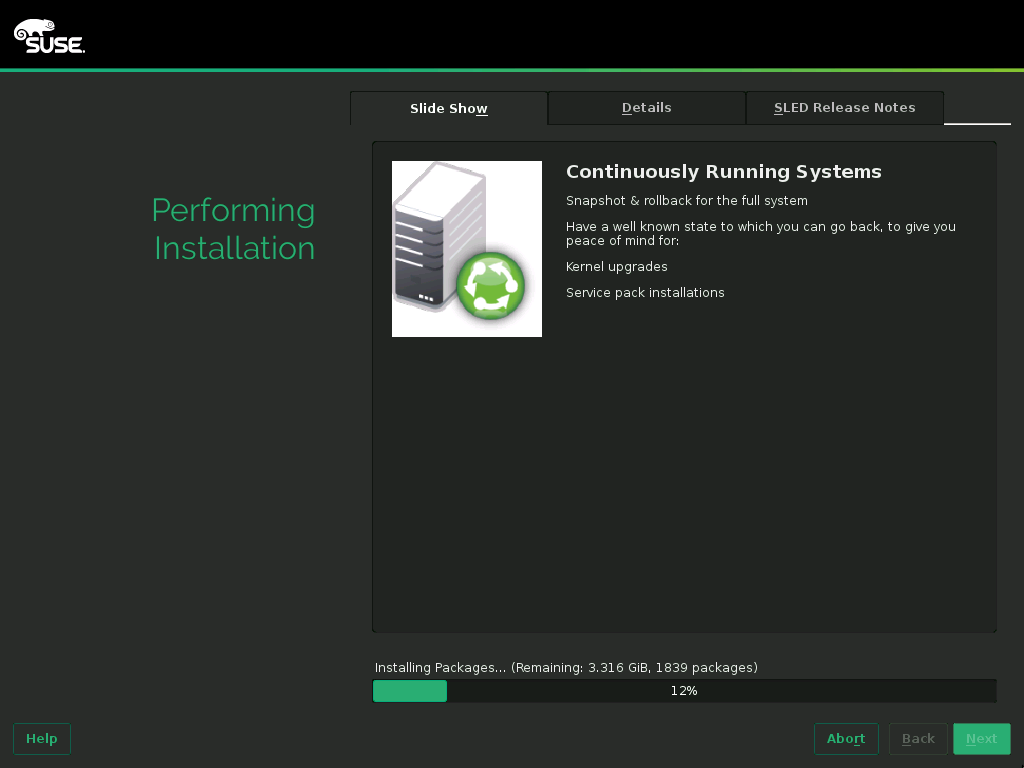 SUSE.
Slide Show
Details
SLED Release Notes
Performing
Installation
Continuously Running Systems
Snapshot & rollback for the full system
Have a well known state to which you can go back, to give you
peace of mind for:
Kernel upgrades
Service pack installations
Installing Packages... (Remaining: 3.316 GiB, 1839 packages)
12%
Help
Abort
Back
Next